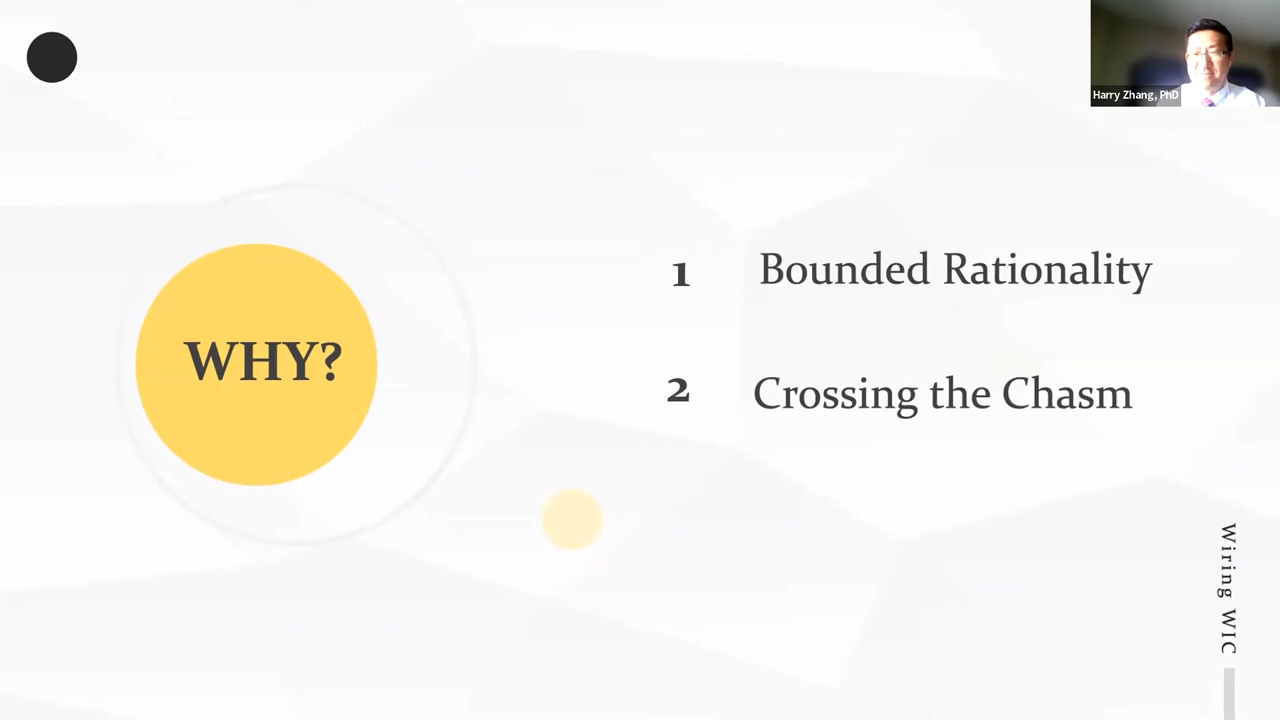 Harry Zhang, PhD
WHY?
1 Bounded Rationality
2 Crossing the Chasm
Wiring WIC